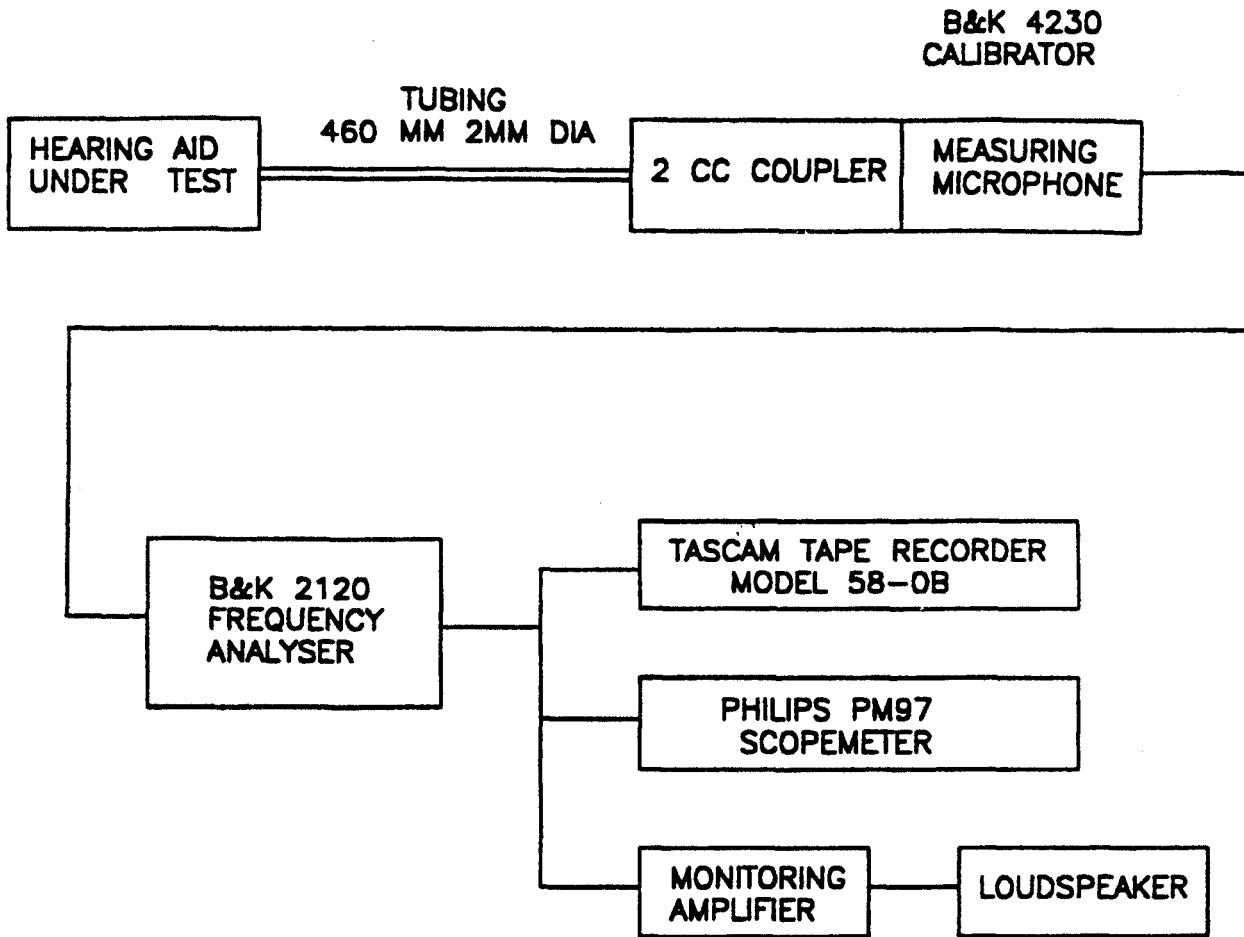 B&K 4230
CALIBRATOR
TUBING
460 MM 2MM DIA
HEARING AID
UNDER TEST
2 CC COUPLER
MEASURING
MICROPHONE
B&K 2120
FREQUENCY
ANALYSER
TASCAM TAPE RECORDER
MODEL 58-OB
PHILIPS PM97
SCOPEMETER
MONITORING
AMPLIFIER
LOUDSPEAKER